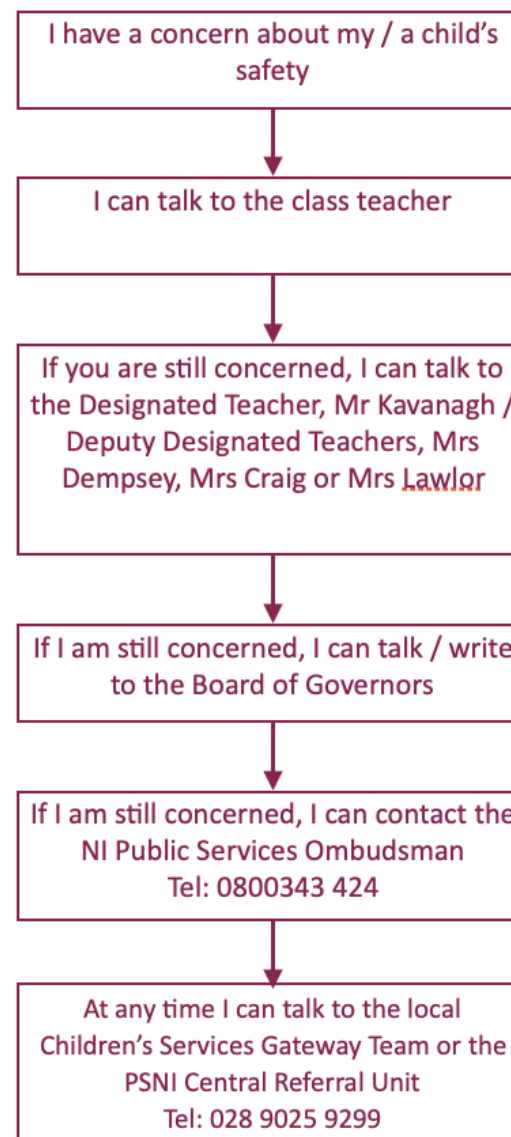 I have a concern about my / a child's
safety
I can talk to the class teacher
If you are still concerned, I can talk to
the Designated Teacher, Mr Kavanagh /
Deputy Designated Teachers, Mrs
Dempsey, Mrs Craig or Mrs Lawlor
If I am still concerned, I can talk / write
to the Board of Governors
If I am still concerned, I can contact the
NI Public Services Ombudsman
Tel: 0800343 424
At any time I can talk to the local
Children's Services Gateway Team or the
PSNI Central Referral Unit
Tel: 028 9025 9299